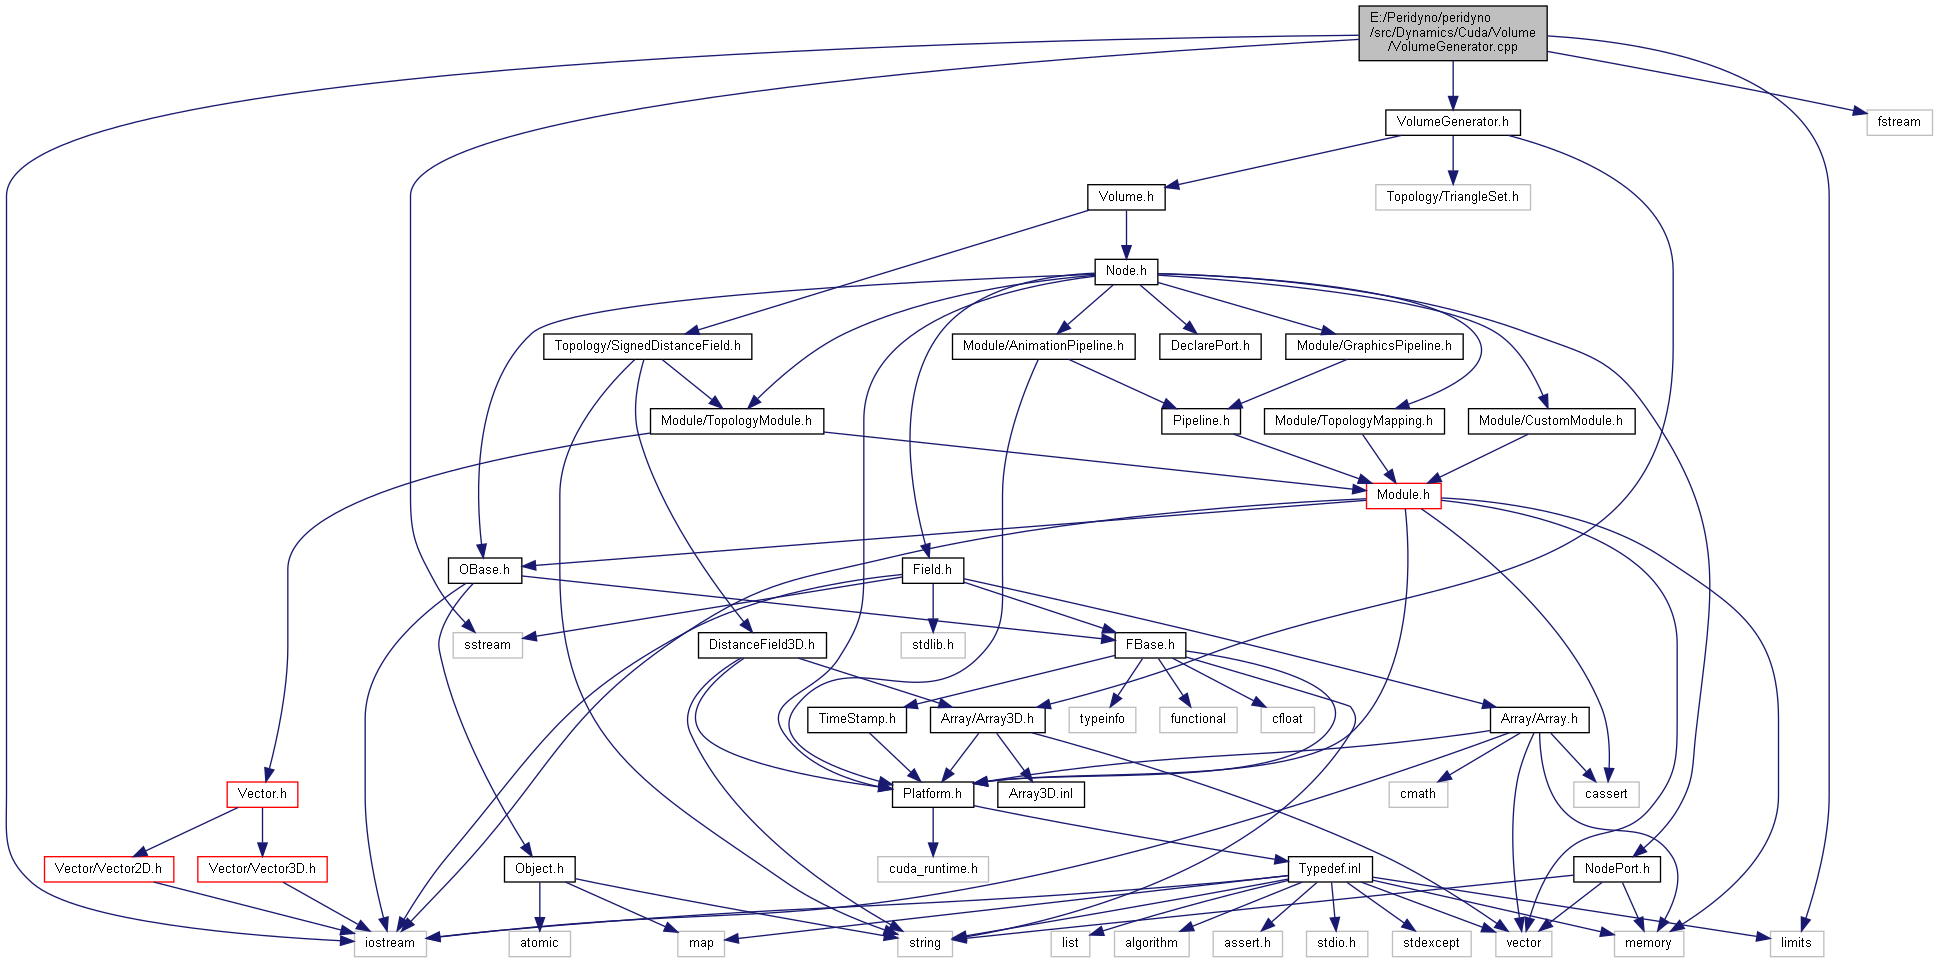 E:/Peridyno/peridyno
/src/Dynamics/Cuda/Volume
/VolumeGenerator.cpp
VolumeGenerator.h
fstream
Volume.h
Topology/TriangleSet.h
Node.h
Topology/SignedDistanceField.h
Module/AnimationPipeline.h
DeclarePort.h
Module/GraphicsPipeline.h
Module/TopologyModule.h
Pipeline.h
Module/TopologyMapping.h
Module/CustomModule.h
Module.h
OBase.h
Field.h
sstream
DistanceField3D.h
stdlib.h
FBase.h
TimeStamp.h
Array/Array3D.h
typeinfo
functional
cfloat
Array/Array.h
Vector.h
Platform.h
Array3D.inl
cmath
cassert
Vector/Vector2D.h
Vector/Vector3D.h
Object.h
cuda_runtime.h
Typedef.inl
NodePort.h
iostream
atomic
map
string
list
algorithm
assert.h
stdio.h
stdexcept
vector
memory
limits